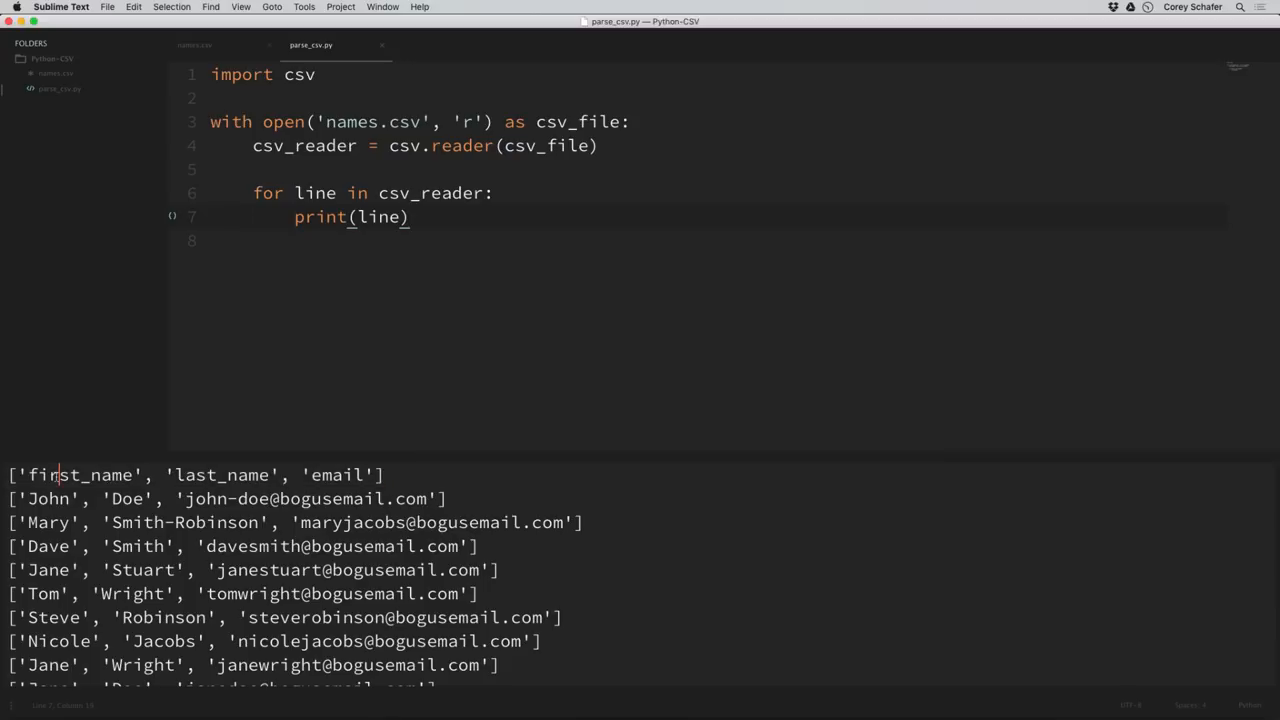 Sublime Text File Edit Selection Find View Goto Tools Project Window Help Corey Schafer
parse_csv.py — Python-CSV
FOLDERS
Python-CSV
names.csv
parse_csv.py
names.csv parse_csv.py
1 import csv
2
3 with open('names.csv', 'r') as csv_file:
4 csv_reader = csv.reader(csv_file)
5
6 for line in csv_reader:
7 print(line)
8
['first_name', 'last_name', 'email']
['John', 'Doe', 'john-doe@bogusemail.com']
['Mary', 'Smith-Robinson', 'maryjacobs@bogusemail.com']
['Dave', 'Smith', 'davesmith@bogusemail.com']
['Jane', 'Stuart', 'janestuart@bogusemail.com']
['Tom', 'Wright', 'tomwright@bogusemail.com']
['Steve', 'Robinson', 'steverobinson@bogusemail.com']
['Nicole', 'Jacobs', 'nicolejacobs@bogusemail.com']
['Jane', 'Wright', 'janewright@bogusemail.com']
['Jane', 'Doe', 'janedoe@bogusemail.com']
Line 7, Column 18 UTF-8 Spaces: 4 Python